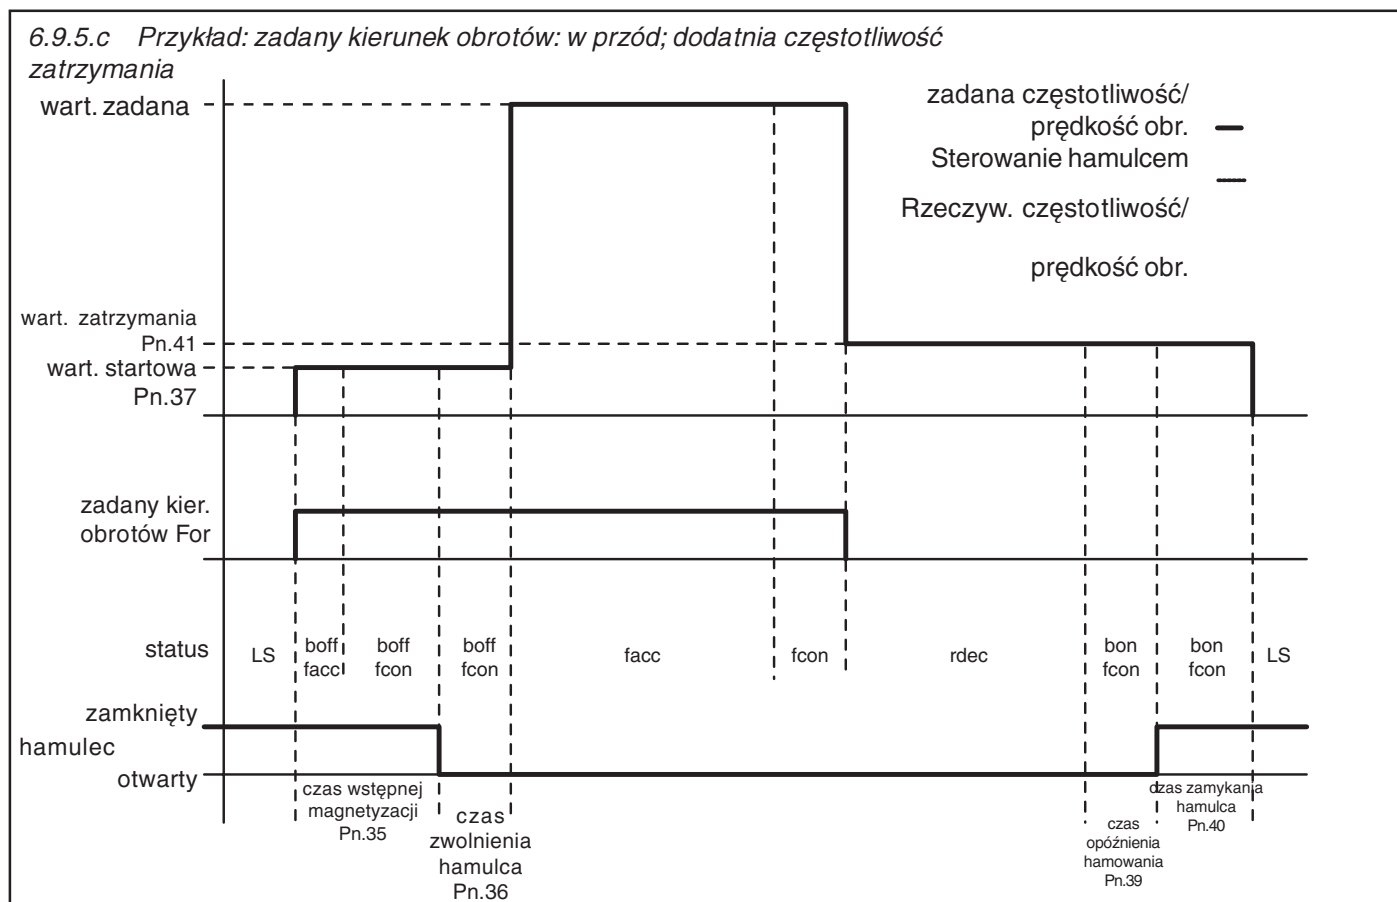 6.9.5.c Przykład: zadany kierunek obrotów: w przód; dodatnia częstotliwość
zatrzymania
wart. zadana
zadana częstotliwość/
prędkość obr.
Sterowanie hamulcem
Rzeczyw. częstotliwość/
prędkość obr.
wart. zatrzymania
Pn.41
wart. startowa
Pn.37
zadany kier.
obrotów For
status
LS
boff
facc
boff
fcon
boff
fcon
facc
fcon
rdec
bon
fcon
bon
fcon
LS
zamknięty
hamulec
otwarty
czas wstępnej
magnetyzacji
Pn.35
czas
zwolnienia
hamulca
Pn.36
czas
opóźnienia
hamowania
Pn.39
czas zamykania
hamulca
Pn.40